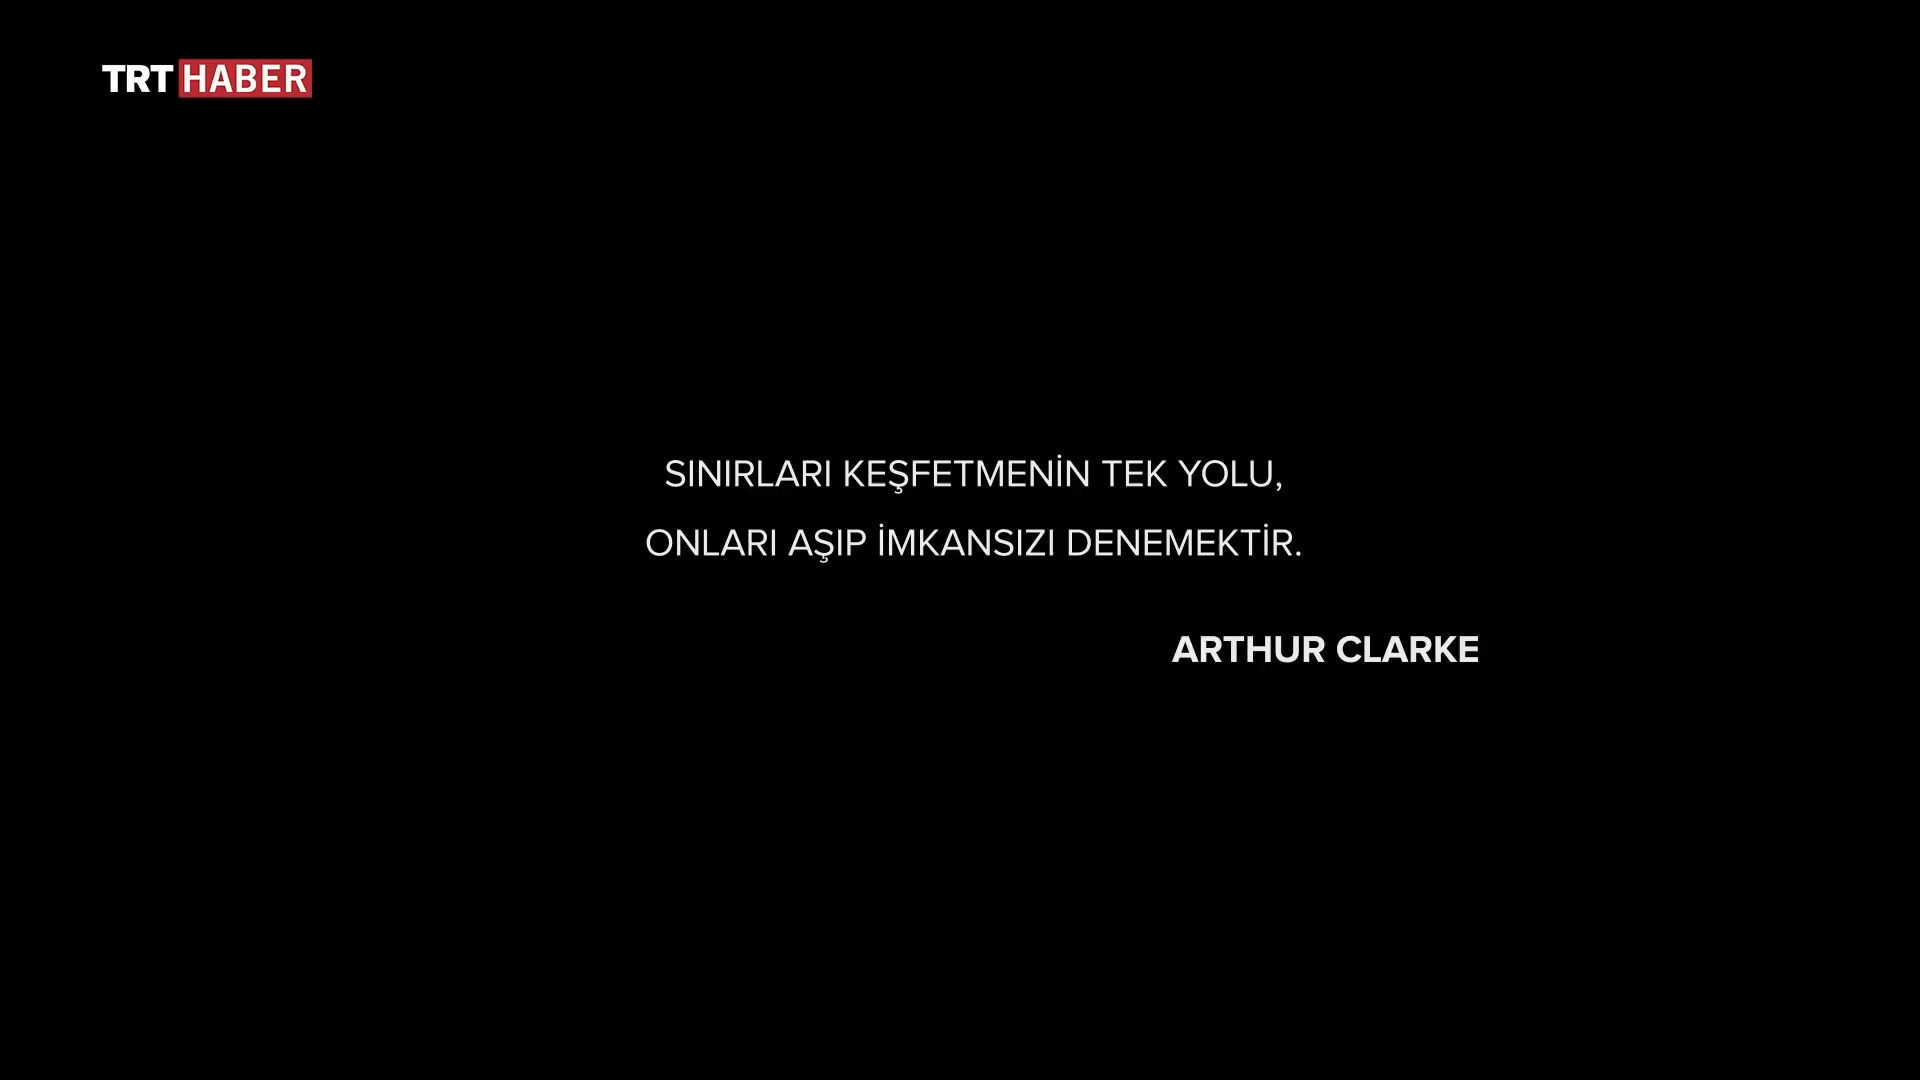 TRT HABER
SINIRLARI KEŞFETMENİN TEK YOLU,
ONLARI AŞIP İMKANSIZI DENEMEKTİR.
ARTHUR CLARKE